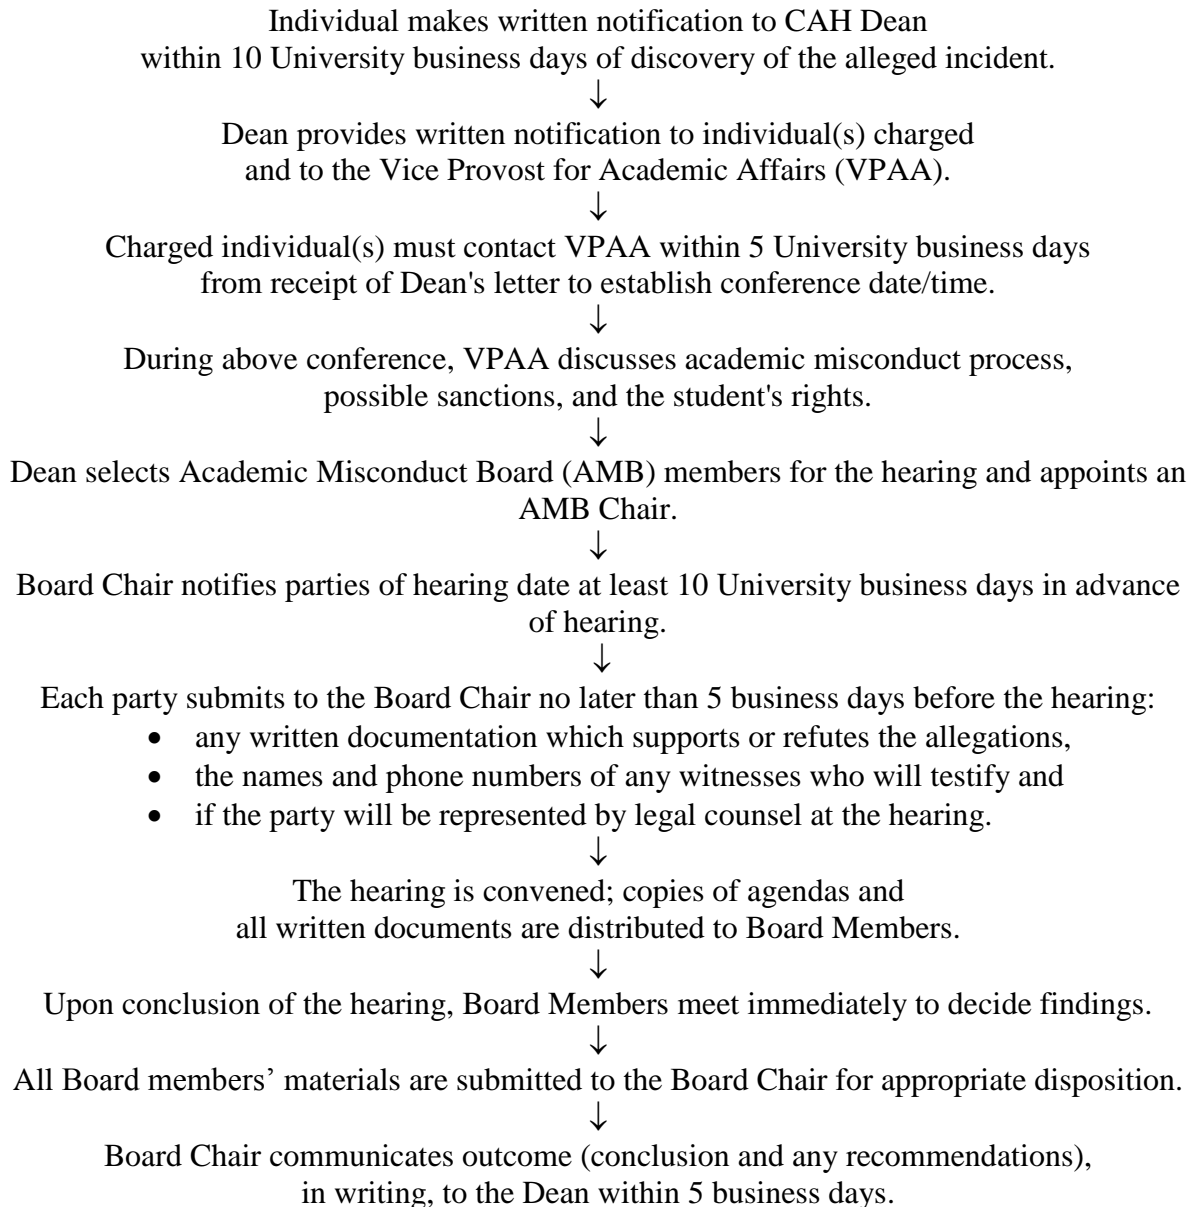 Individual makes written notification to CAH Dean
within 10 University business days of discovery of the alleged incident.
↓
Dean provides written notification to individual(s) charged
and to the Vice Provost for Academic Affairs (VPAA).
↓
Charged individual(s) must contact VPAA within 5 University business days
from receipt of Dean's letter to establish conference date/time.
↓
During above conference, VPAA discusses academic misconduct process,
possible sanctions, and the student's rights.
↓
Dean selects Academic Misconduct Board (AMB) members for the hearing and appoints an
AMB Chair.
↓
Board Chair notifies parties of hearing date at least 10 University business days in advance
of hearing.
↓
Each party submits to the Board Chair no later than 5 business days before the hearing:
• any written documentation which supports or refutes the allegations,
• the names and phone numbers of any witnesses who will testify and
• if the party will be represented by legal counsel at the hearing.
↓
The hearing is convened; copies of agendas and
all written documents are distributed to Board Members.
↓
Upon conclusion of the hearing, Board Members meet immediately to decide findings.
↓
All Board members’ materials are submitted to the Board Chair for appropriate disposition.
↓
Board Chair communicates outcome (conclusion and any recommendations),
in writing, to the Dean within 5 business days.